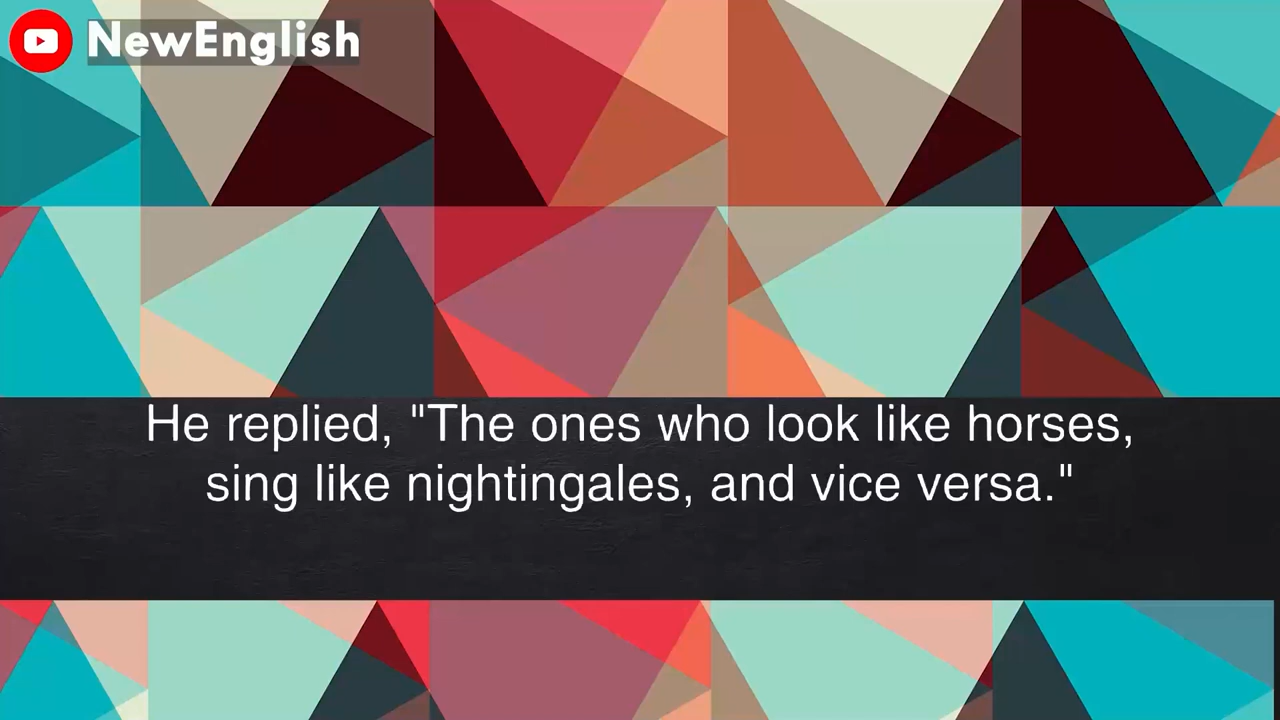 NewEnglish
He replied, "The ones who look like horses,
sing like nightingales, and vice versa."